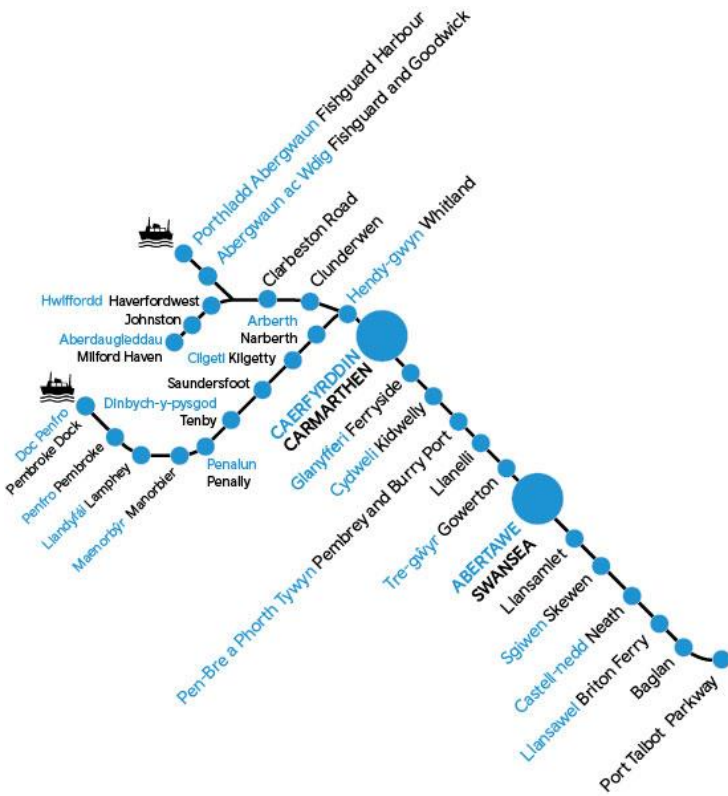 Porthladd Abergwaun Fishguard Harbour
Abergwaun ac Wdig Fishguard and Goodwick
Clarbeston Road
Clunderwen
Hendy-gwyn Whitland
Hwlffordd Haverfordwest
Johnston
Aberdaugleddau
Milford Haven
Arberth
Narberth
Cilgeti Kilgetty
Saundersfoot
Dinbych-y-pysgod
Tenby
Penalun
Penally
Maenorbŷr Manorbier
Llandyfái Lamphey
Penfro Pembroke
Doc Penfro
Pembroke Dock
CAERFYRDDIN
CARMARTHEN
Glanyfferi Ferryside
Cydweli Kidwelly
Pen-Bre a Phorth Tywyn Pembrey and Burry Port
Llanelli
Tre-gŵyr Gowerton
ABERTAWE
SWANSEA
Llansamlet
Sgiwen Skewen
Castell-nedd Neath
Llansawel Briton Ferry
Baglan
Port Talbot Parkway